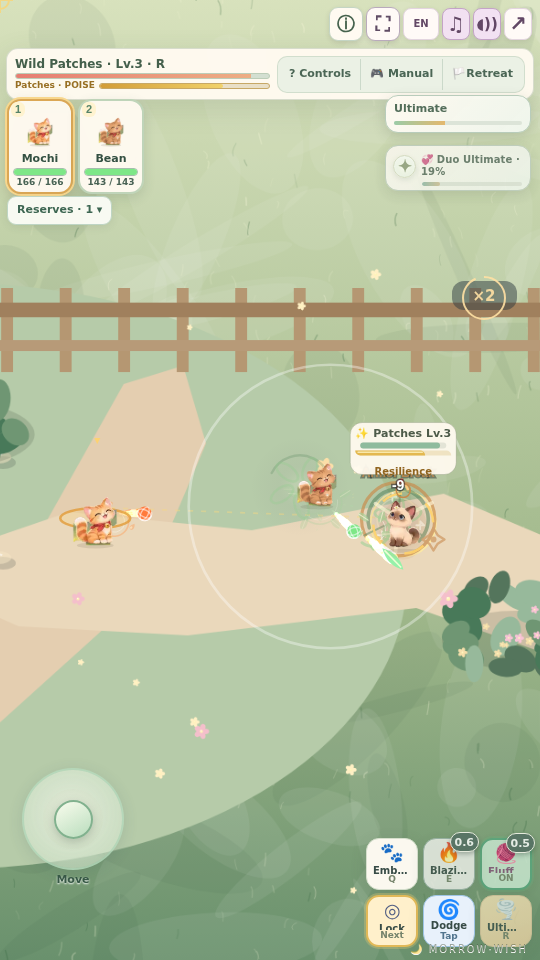 EN
Wild Patches · Lv.3 · R
Patches · POISE
? Controls
Manual
Retreat
1
Mochi
166 / 166
2
Bean
143 / 143
Ultimate
Duo Ultimate · 19%
Reserves · 1 ▾
×2
Patches Lv.3
Resilience
-9
Move
Emb...
Q
0.6
Blazi...
E
0.5
Fluff
ON
Lock
Next
Dodge
Tap
Ulti...
R
MORROW-WISH